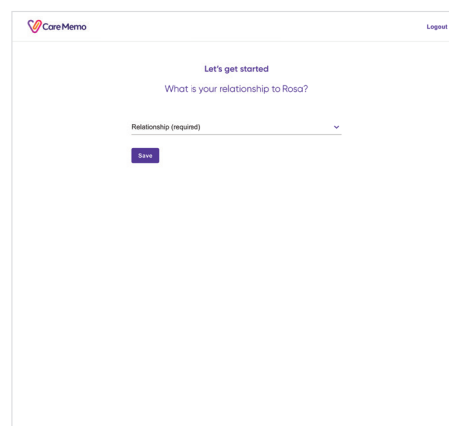 Care Memo
Logout
Let's get started
What is your relationship to Rosa?
Relationship (required)
Save